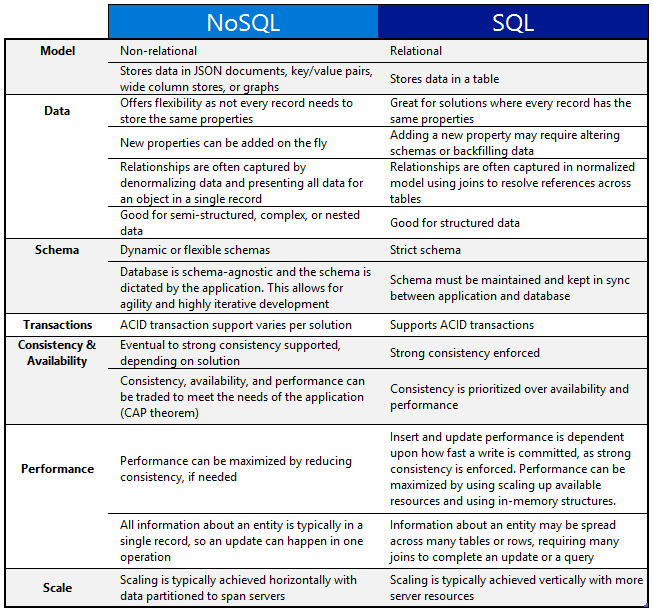 NoSQL SQL
Model
Non-relational
Relational
Stores data in JSON documents, key/value pairs,
wide column stores, or graphs
Stores data in a table
Data
Offers flexibility as not every record needs to
store the same properties
Great for solutions where every record has the
same properties
New properties can be added on the fly
Adding a new property may require altering
schemas or backfilling data
Relationships are often captured by
denormalizing data and presenting all data for
an object in a single record
Relationships are often captured in normalized
model using joins to resolve references across
tables
Good for semi-structured, complex, or nested
data
Good for structured data
Schema
Dynamic or flexible schemas
Strict schema
Database is schema-agnostic and the schema is
dictated by the application. This allows for
agility and highly iterative development
Schema must be maintained and kept in sync
between application and database
Transactions
ACID transaction support varies per solution
Supports ACID transactions
Consistency &
Availability
Eventual to strong consistency supported,
depending on solution
Strong consistency enforced
Consistency, availability, and performance can
be traded to meet the needs of the application
(CAP theorem)
Consistency is prioritized over availability and
performance
Performance
Performance can be maximized by reducing
consistency, if needed
Insert and update performance is dependent
upon how fast a write is committed, as strong
consistency is enforced. Performance can be
maximized by using scaling up available
resources and using in-memory structures.
All information about an entity is typically in a
single record, so an update can happen in one
operation
Information about an entity may be spread
across many tables or rows, requiring many
joins to complete an update or a query
Scale
Scaling is typically achieved horizontally with
data partitioned to span servers
Scaling is typically achieved vertically with more
server resources